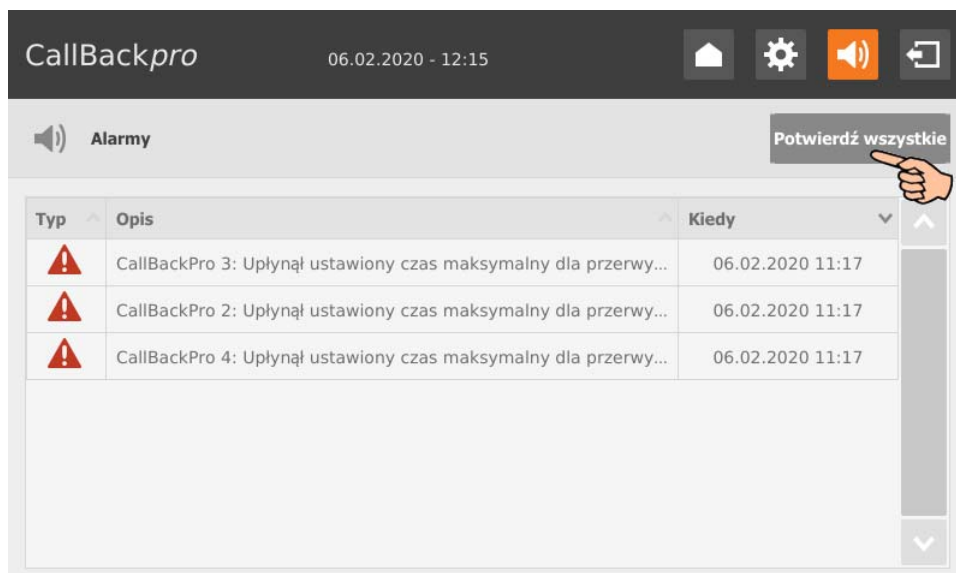 CallBackpro 06.02.2020 - 12:15
Alarmy Potwierdź wszystkie
Typ Opis Kiedy
CallBackPro 3: Upłynął ustawiony czas maksymalny dla przerwy... 06.02.2020 11:17
CallBackPro 2: Upłynął ustawiony czas maksymalny dla przerwy... 06.02.2020 11:17
CallBackPro 4: Upłynął ustawiony czas maksymalny dla przerwy... 06.02.2020 11:17